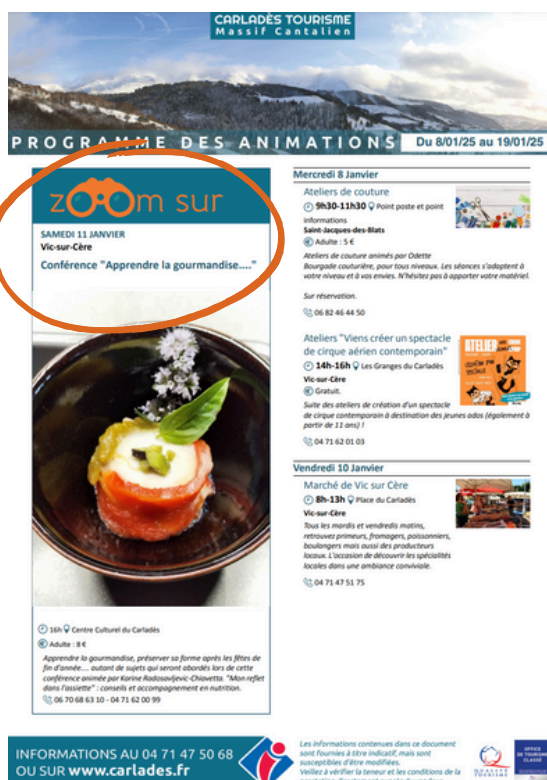 CARLADÈS TOURISME
Massif Cantalien
PROGRAMME DES ANIMATIONS
Du 8/01/25 au 19/01/25
zoom sur
SAMEDI 11 JANVIER
Vic-sur-Cère
Conférence "Apprendre la gourmandise...."
16h Centre Culturel du Carladès
Adulte : 8 €
Apprendre la gourmandise, préserver sa forme après les fêtes de
fin d'année.... autant de sujets qui seront abordés lors de cette
conférence animée par Karine Radosavljevic-Chiavetta. "Mon reflet
dans l'assiette" : conseils et accompagnement en nutrition.
06 70 68 63 10 - 04 71 62 00 99
Mercredi 8 Janvier
Ateliers de couture
9h30-11h30 Point poste et point
informations
Saint-Jacques-des-Blats
Adulte : 5 €
Ateliers de couture animés par Odette
Bourgade couturière, pour tous niveaux. Les séances s'adaptent à
votre niveau et à vos envies. N'hésitez pas à apporter votre matériel.
Sur réservation.
06 82 46 44 50
Ateliers "Viens créer un spectacle
de cirque aérien contemporain"
14h-16h Les Granges du Carladès
Vic-sur-Cère
Gratuit.
Suite des ateliers de création d'un spectacle
de cirque contemporain à destination des jeunes ados (également à
partir de 11 ans) !
04 71 62 01 03
ATELIER
Vendredi 10 Janvier
Marché de Vic sur Cère
8h-13h Place du Carladès
Vic-sur-Cère
Tous les mardis et vendredis matins,
retrouvez primeurs, fromagers, poissonniers,
boulangers mais aussi des producteurs
locaux. L'occasion de découvrir les spécialités
locales dans une ambiance conviviale.
04 71 47 51 75
INFORMATIONS AU 04 71 47 50 68
OU SUR www.carlades.fr
Les informations contenues dans ce document
sont fournies à titre indicatif, mais sont
susceptibles d'être modifiées.
Veillez à vérifier la teneur et les conditions de la
QUALITÉ
TOURISME
OFFICE
DE TOURISME
CLASSÉ